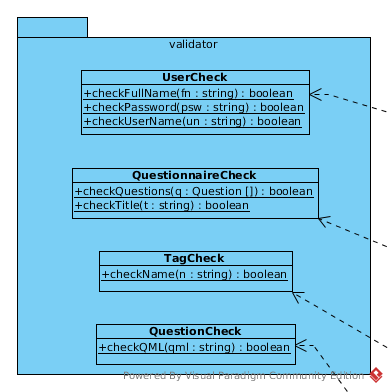 validator
UserCheck
+checkFullName(fn : string) : boolean
+checkPassword(psw : string) : boolean
+checkUserName(un : string) : boolean
QuestionnaireCheck
+checkQuestions(q : Question []) : boolean
+checkTitle(t : string) : boolean
TagCheck
+checkName(n : string) : boolean
QuestionCheck
+checkQML(qml : string) : boolean
Powered By Visual Paradigm Community Edition